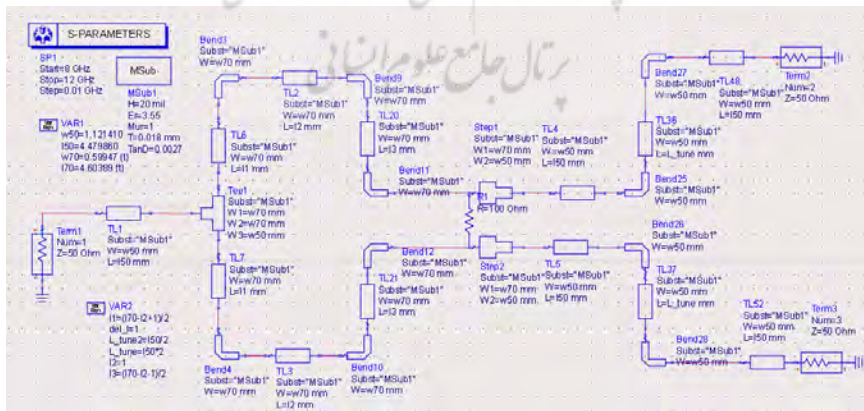 پرتال جامع علوم انسانی
S-PARAMETERS
SP1
Start=8 GHz
Stop=12 GHz
Step=0.01 GHz
MSub
MSub1
H=20 mil
Er=3.55
Mur=1
T=0.018 mm
TanD=0.0027
VAR1
w50=1.121410
l50=4.479860
w70=0.59947 {t}
l70=4.60399 {t}
Term1
Num=1
Z=50 Ohm
TL1
Subst="MSub1"
W=w50 mm
L=l50 mm
VAR2
l1=(l70-l2+1)/2
del_t=1
L_tune2=l50/2
L_tune=l50*2
l2=1
l3=(l70-l2-1)/2
Bend3
Subst="MSub1"
W=w70 mm
TL2
Subst="MSub1"
W=w70 mm
L=l2 mm
Bend9
Subst="MSub1"
W=w70 mm
TL6
Subst="MSub1"
W=w70 mm
L=l1 mm
Tee1
Subst="MSub1"
W1=w70 mm
W2=w70 mm
W3=w50 mm
TL7
Subst="MSub1"
W=w70 mm
L=l1 mm
Bend4
Subst="MSub1"
W=w70 mm
TL3
Subst="MSub1"
W=w70 mm
L=l2 mm
Bend10
Subst="MSub1"
W=w70 mm
TL20
Subst="MSub1"
W=w70 mm
L=l3 mm
Bend11
Subst="MSub1"
W=w70 mm
Bend12
Subst="MSub1"
W=w70 mm
TL21
Subst="MSub1"
W=w70 mm
L=l3 mm
Step1
Subst="MSub1"
W1=w70 mm
W2=w50 mm
R1
R=100 Ohm
Step2
Subst="MSub1"
W1=w70 mm
W2=w50 mm
TL4
Subst="MSub1"
W=w50 mm
L=l50 mm
TL5
Subst="MSub1"
W=w50 mm
L=l50 mm
Bend27
Subst="MSub1"
W=w50 mm
TL48
Subst="MSub1"
W=w50 mm
L=l50 mm
Term2
Num=2
Z=50 Ohm
TL36
Subst="MSub1"
W=w50 mm
L=L_tune mm
Bend25
Subst="MSub1"
W=w50 mm
Bend26
Subst="MSub1"
W=w50 mm
TL37
Subst="MSub1"
W=w50 mm
L=L_tune mm
Bend28
Subst="MSub1"
W=w50 mm
TL52
Subst="MSub1"
W=w50 mm
L=l50 mm
Term3
Num=3
Z=50 Ohm